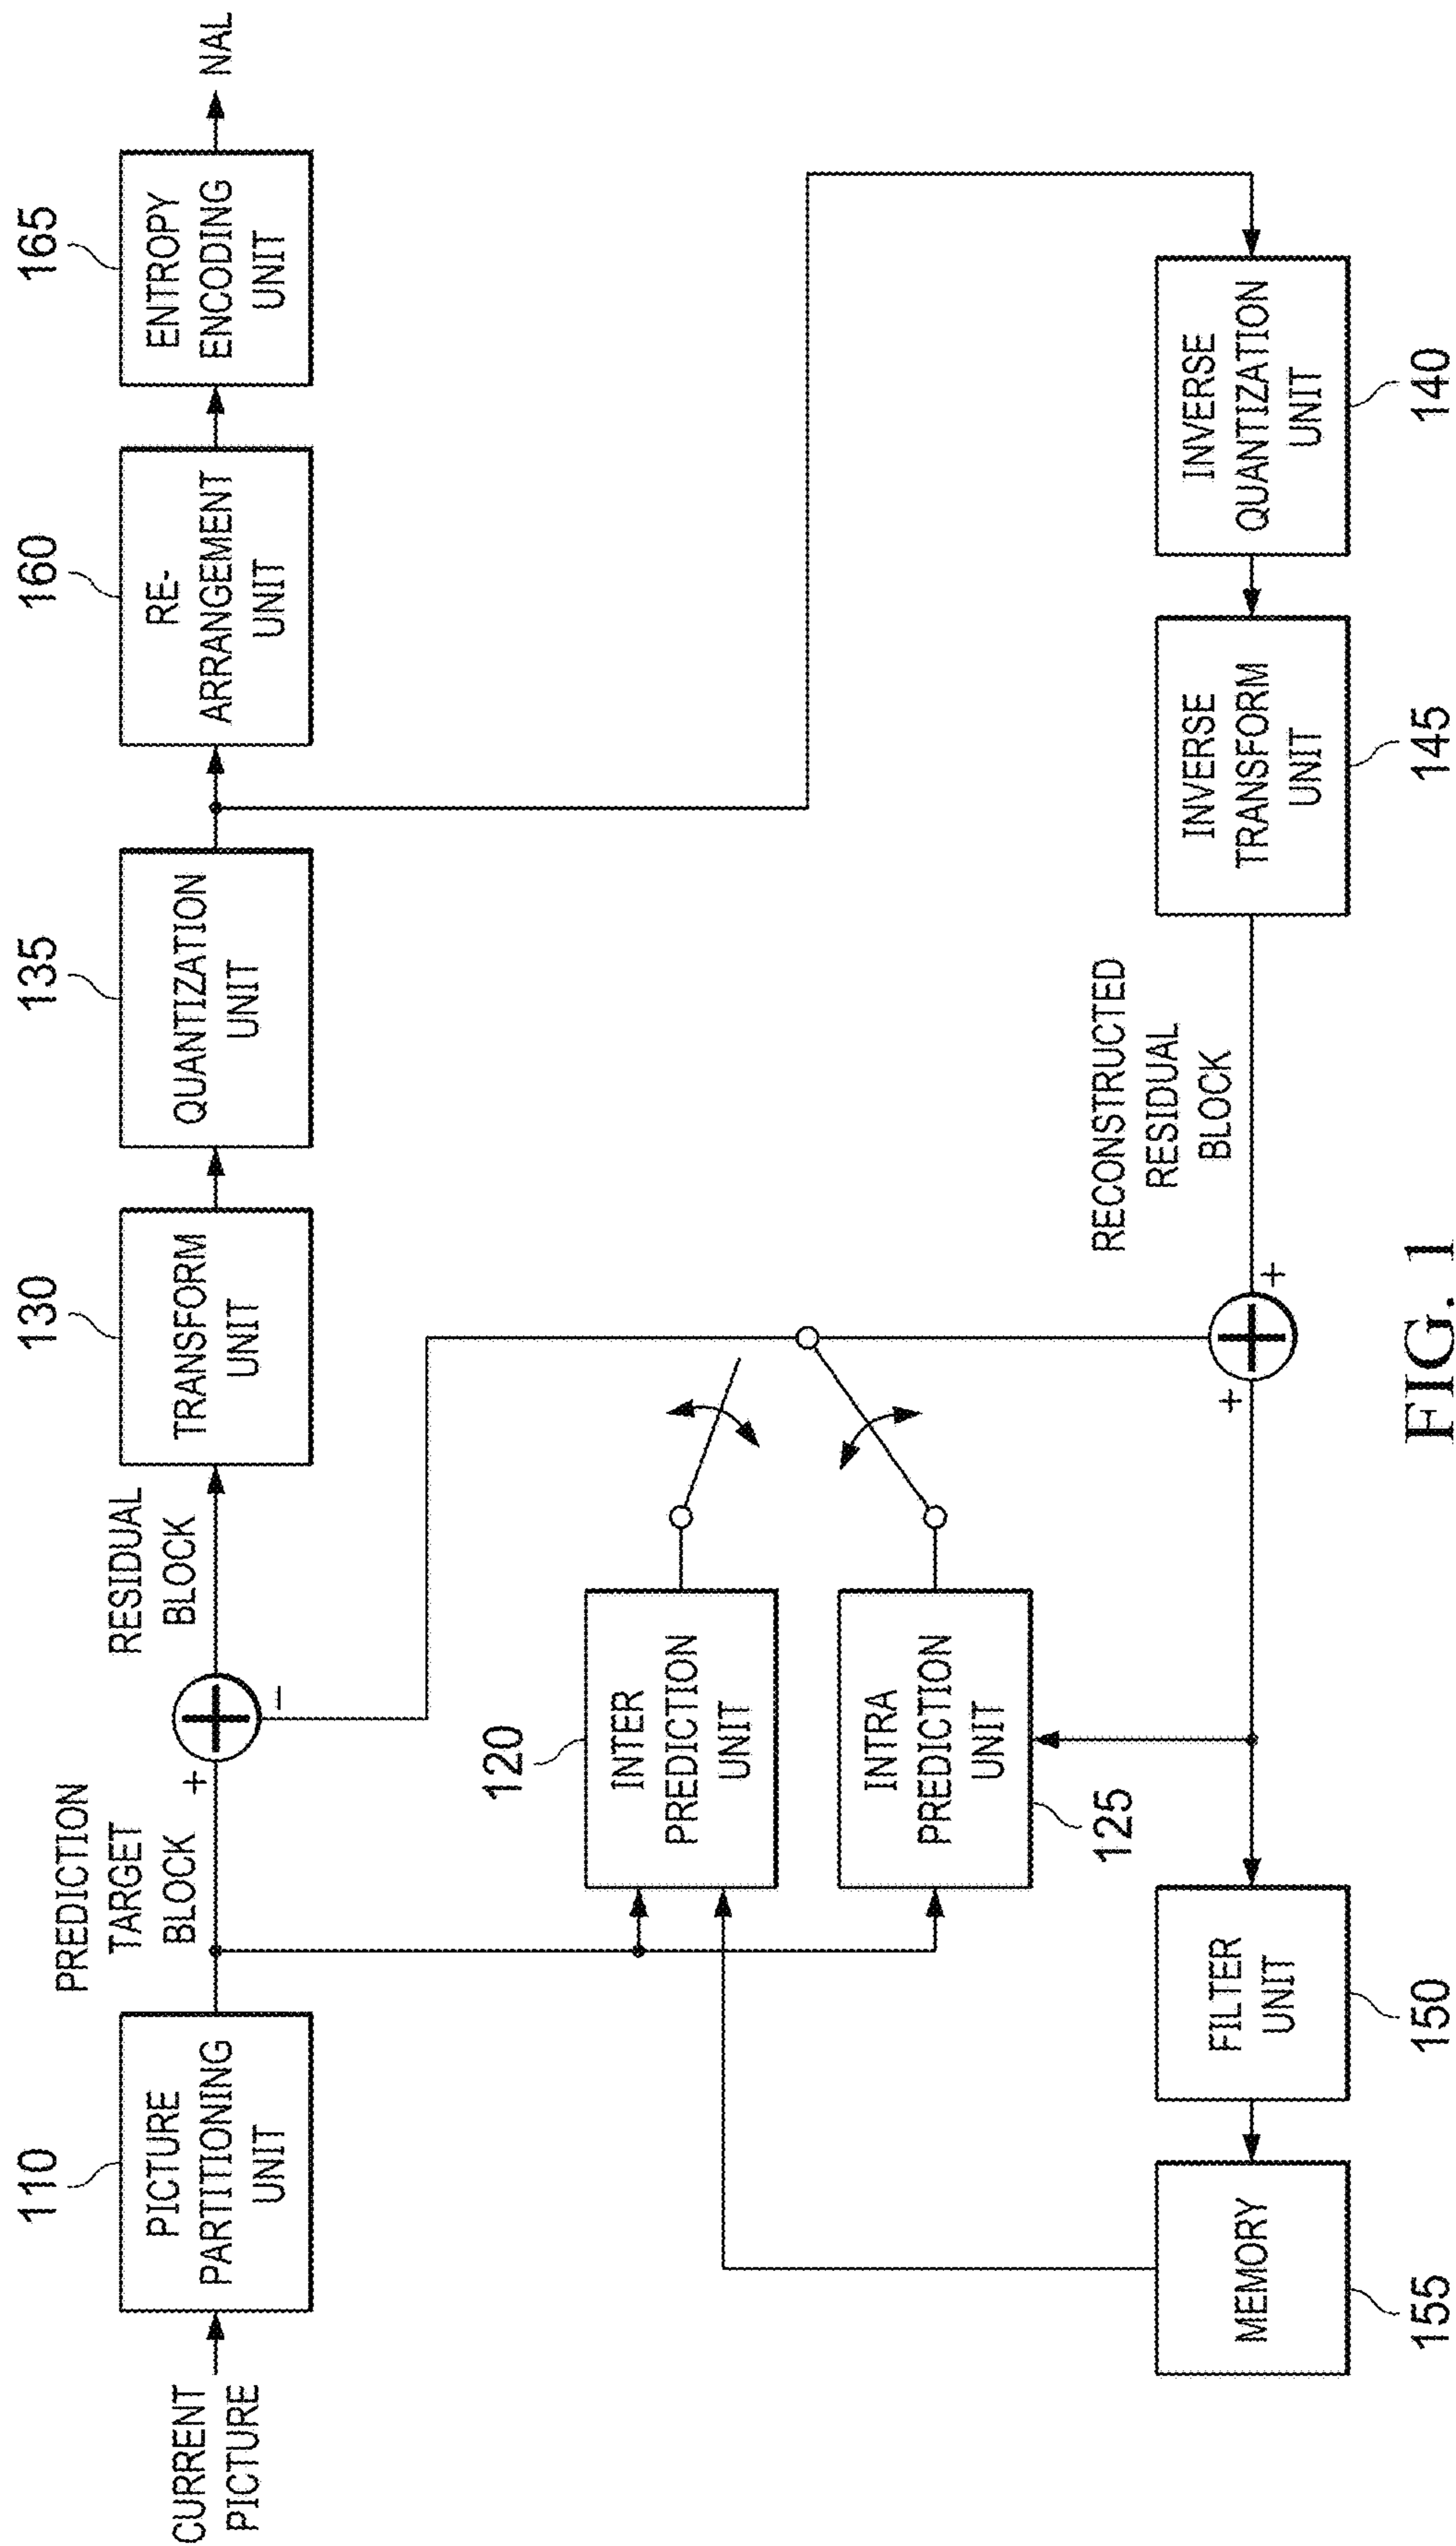 110
130
135
160
165
PREDICTION
TARGET
BLOCK
RESIDUAL
BLOCK
CURRENT
PICTURE
PICTURE
PARTITIONING
UNIT
+
−
TRANSFORM
UNIT
QUANTIZATION
UNIT
RE-
ARRANGEMENT
UNIT
ENTROPY
ENCODING
UNIT
NAL
120
INTER
PREDICTION
UNIT
INTRA
PREDICTION
UNIT
125
RECONSTRUCTED
RESIDUAL
BLOCK
+
+
MEMORY
FILTER
UNIT
INVERSE
TRANSFORM
UNIT
INVERSE
QUANTIZATION
UNIT
155
150
145
140
FIG. 1